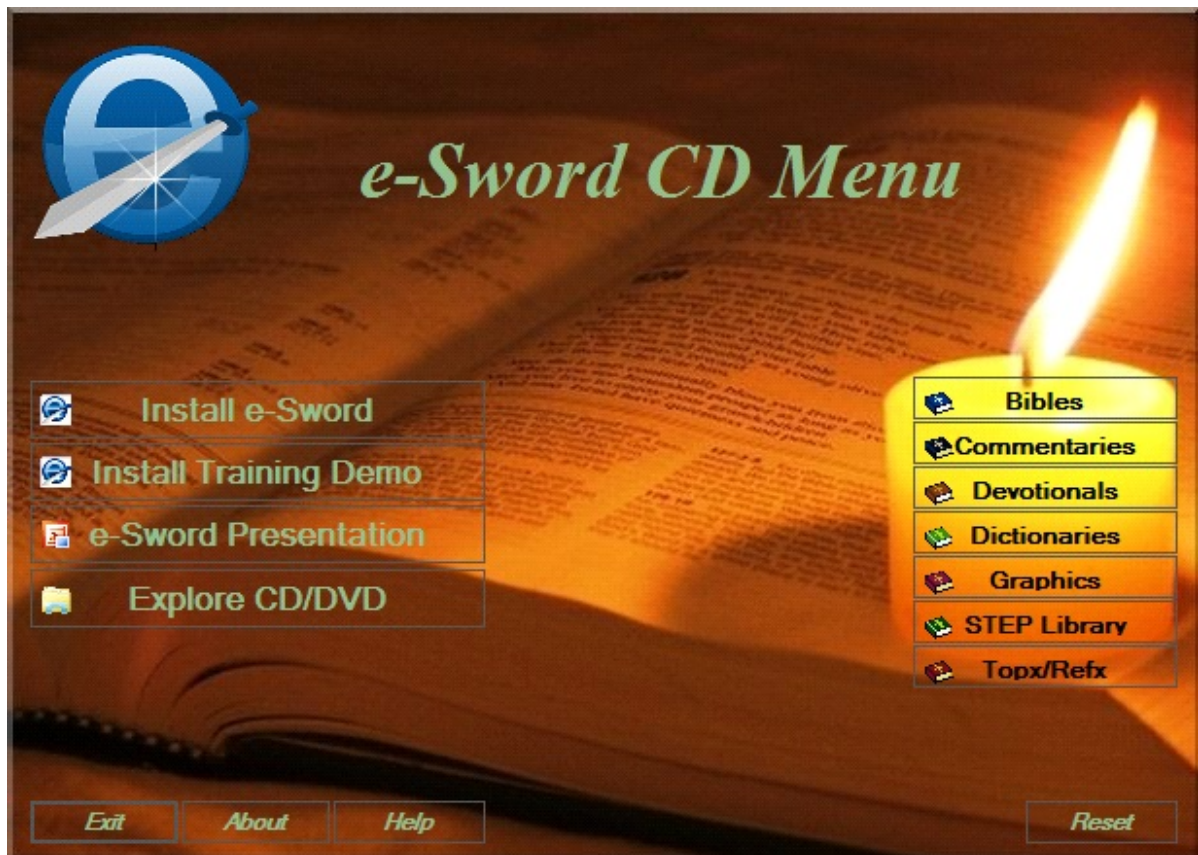 e-Sword CD Menu
Install e-Sword
Install Training Demo
e-Sword Presentation
Explore CD/DVD
Bibles
Commentaries
Devotionals
Dictionaries
Graphics
STEP Library
Topx/Refx
Exit
About
Help
Reset